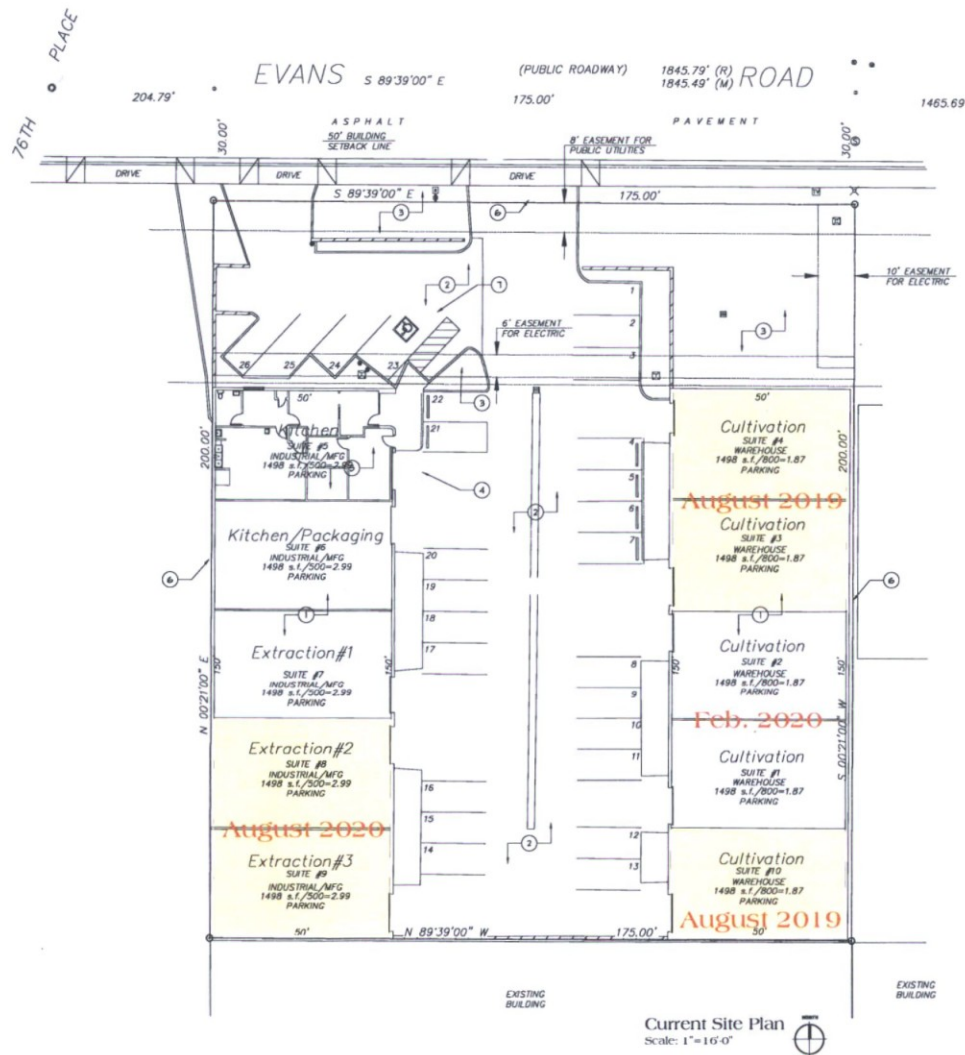 76TH PLACE
EVANS S 89°39'00" E (PUBLIC ROADWAY) 1845.79' (R) ROAD
1845.49' (M)
204.79' 175.00' 1465.69
30.00' ASPHALT PAVEMENT 30.00'
50' BUILDING
SETBACK LINE
8' EASEMENT FOR
PUBLIC UTILITIES
DRIVE DRIVE DRIVE
S 89°39'00" E 175.00'
3 6
10' EASEMENT
FOR ELECTRIC
2 1
3
6' EASEMENT
FOR ELECTRIC
1
2
3
26 25 24 23
3
50' 50'
22
21
200.00' 200.00'
Kitchen
SUITE #5
INDUSTRIAL/MFG
1498 s.f./500=2.99
PARKING
4
Cultivation
SUITE #4
WAREHOUSE
1498 s.f./800=1.87
PARKING
August 2019
4
5
6
7
2
Kitchen/Packaging
SUITE #6
INDUSTRIAL/MFG
1498 s.f./500=2.99
PARKING
Cultivation
SUITE #3
WAREHOUSE
1498 s.f./800=1.87
PARKING
20
19
18
17
6 6
1 1
Extraction#1
SUITE #7
INDUSTRIAL/MFG
1498 s.f./500=2.99
PARKING
Cultivation
SUITE #2
WAREHOUSE
1498 s.f./800=1.87
PARKING
150' 150' 150' 150'
N 00°21'00" E S 00°21'00" W
8
9
10
11
Feb. 2020
Extraction#2
SUITE #8
INDUSTRIAL/MFG
1498 s.f./500=2.99
PARKING
Cultivation
SUITE #1
WAREHOUSE
1498 s.f./800=1.87
PARKING
August 2020
16
15
14
2
12
13
Extraction#3
SUITE #9
INDUSTRIAL/MFG
1498 s.f./500=2.99
PARKING
Cultivation
SUITE #10
WAREHOUSE
1498 s.f./800=1.87
PARKING
August 2019
50' N 89°39'00" W 175.00' 50'
EXISTING
BUILDING
EXISTING
BUILDING
Current Site Plan
Scale: 1"=16'0"
NORTH